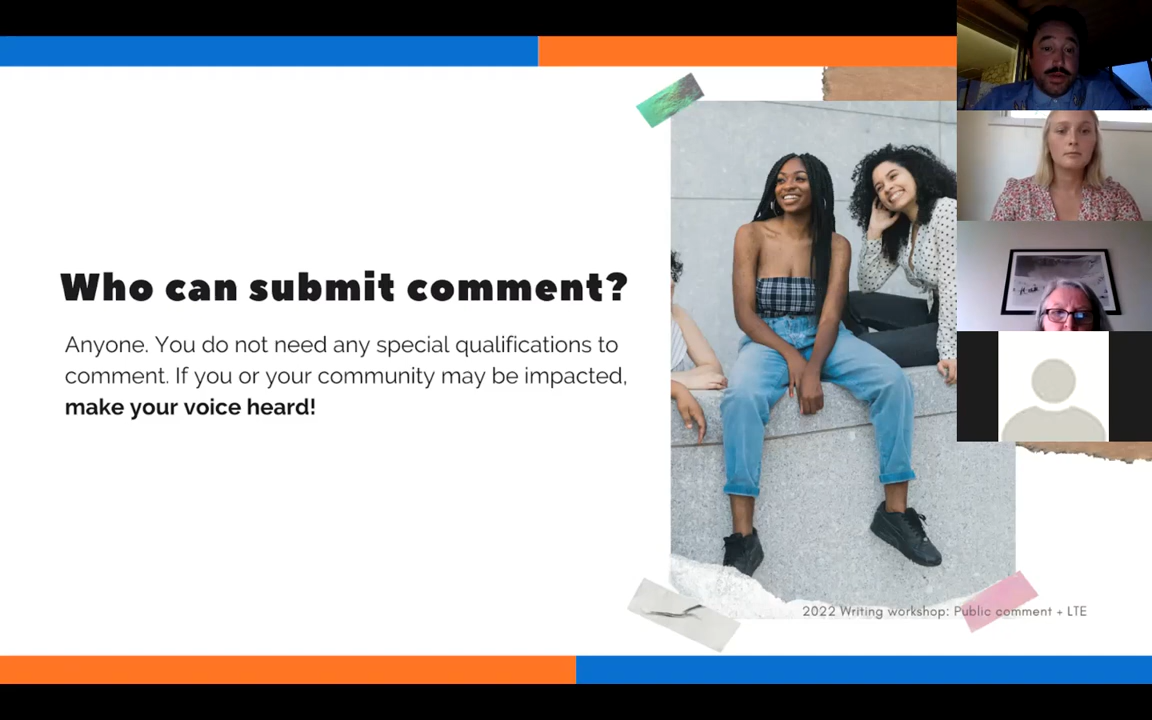 Who can submit comment?
Anyone. You do not need any special qualifications to
comment. If you or your community may be impacted,
make your voice heard!
2022 Writing workshop: Public comment + LTE